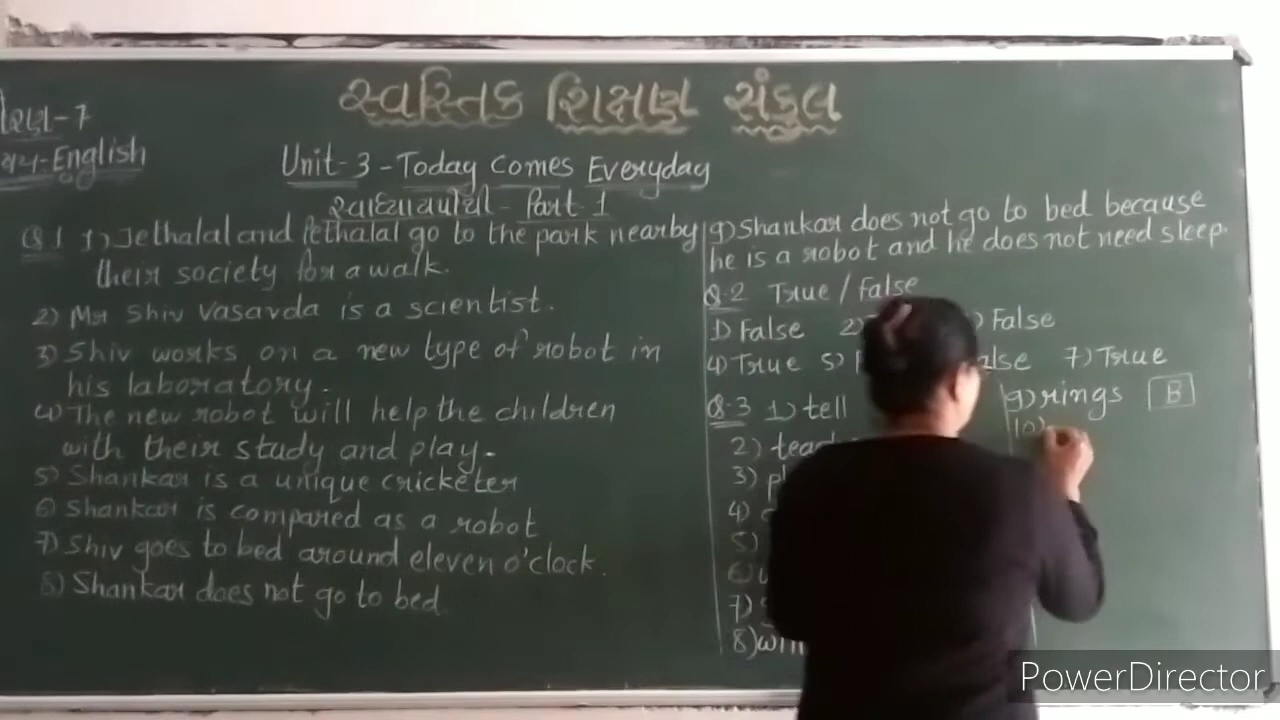 સ્વસ્તિક શિક્ષણ સંકુલ
રણ-7
English
Unit-3-Today Comes Everyday
સ્વાધ્યાયપોથી - Part-1
Q.1 1) Jethalal and Pethalal go to the park nearby
their society for a walk.
2) Mr Shiv Vasavda is a scientist.
3) Shiv works on a new type of robot in
his laboratory.
4) The new robot will help the children
with their study and play.
5) Shankar is a unique cricketer
6) Shankar is compared as a robot
7) Shiv goes to bed around eleven o'clock.
8) Shankar does not go to bed.
9) Shankar does not go to bed because
he is a robot and he does not need sleep.
Q.2 True / False
1) False 2) ) False
4) True 5) alse 7) True
Q-3 1) tell
2) tea
3) pl
4)
5)
6)
7)
8) wi
9) rings B
10)
PowerDirector